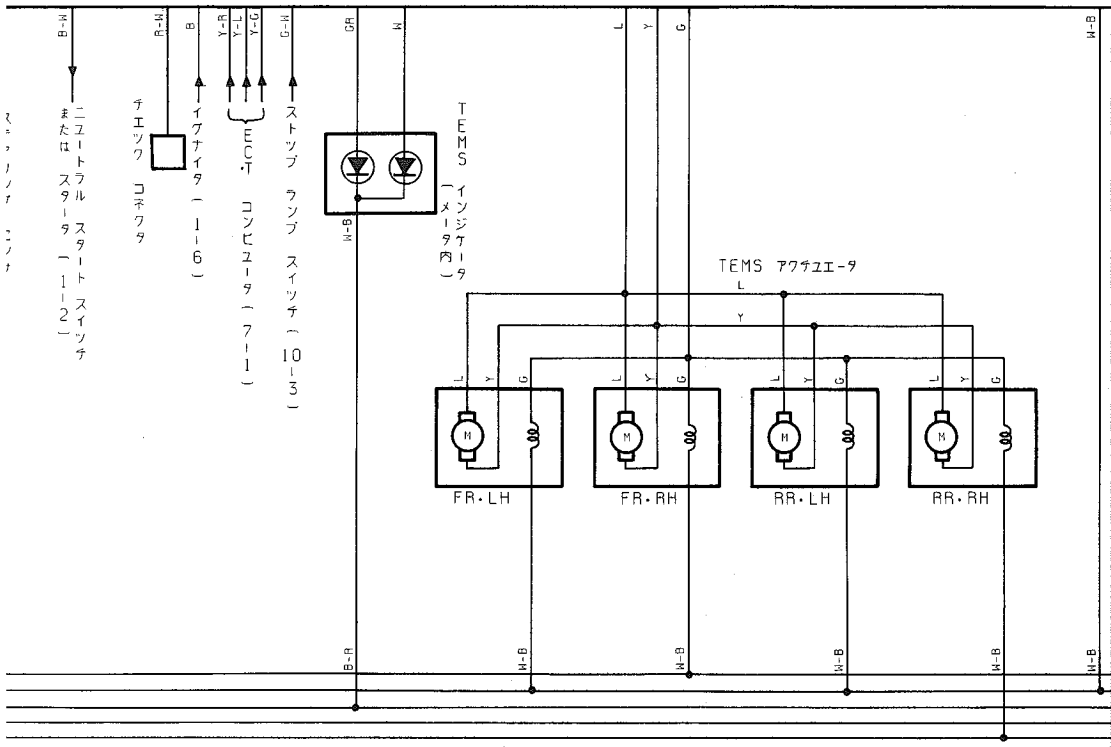 B-W
R-W
B
Y-R
Y-L
Y-G
G-W
GR
W
L
Y
G
W-B
ニュートラル スタート スイッチ
または スタータ (1-2)
チェック コネクタ
イグナイタ (1-6)
ECT コンピュータ (7-1)
ストップ ランプ スイッチ (10-3)
TEMS インジケータ
(メータ内)
W-B
TEMS アクチュエータ
L
Y
L Y G
L Y G
L Y G
L Y G
M
M
M
M
FR・LH
FR・RH
RR・LH
RR・RH
B-R
W-B
W-B
W-B
W-B